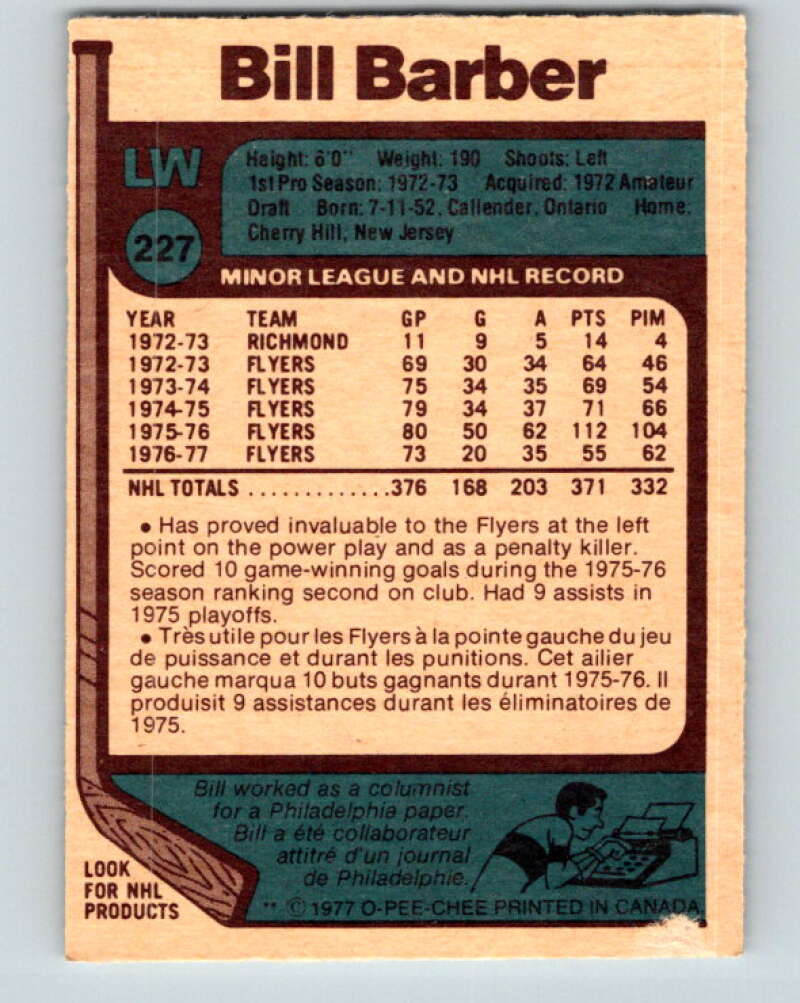 Bill Barber
LW
227
Height: 6'0" Weight: 190 Shoots: Left
1st Pro Season: 1972-73 Acquired: 1972 Amateur
Draft Born: 7-11-52, Callender, Ontario Home:
Cherry Hill, New Jersey
MINOR LEAGUE AND NHL RECORD
YEAR TEAM GP G A PTS PIM
1972-73 RICHMOND 11 9 5 14 4
1972-73 FLYERS 69 30 34 64 46
1973-74 FLYERS 75 34 35 69 54
1974-75 FLYERS 79 34 37 71 66
1975-76 FLYERS 80 50 62 112 104
1976-77 FLYERS 73 20 35 55 62
NHL TOTALS .............376 168 203 371 332
• Has proved invaluable to the Flyers at the left
point on the power play and as a penalty killer.
Scored 10 game-winning goals during the 1975-76
season ranking second on club. Had 9 assists in
1975 playoffs.
• Très utile pour les Flyers à la pointe gauche du jeu
de puissance et durant les punitions. Cet ailier
gauche marqua 10 buts gagnants durant 1975-76. Il
produisit 9 assistances durant les éliminatoires de
1975.
Bill worked as a columnist
for a Philadelphia paper.
Bill a été collaborateur
attitré d'un journal
de Philadelphie.
LOOK
FOR NHL
PRODUCTS
** © 1977 O-PEE-CHEE PRINTED IN CANADA